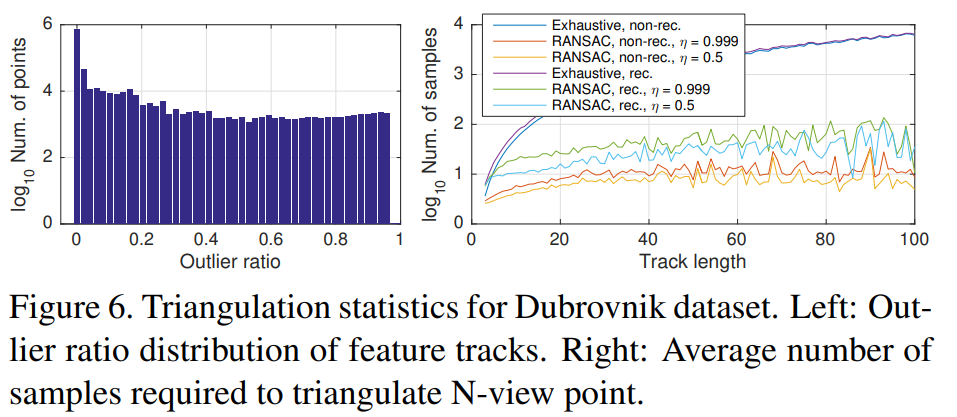 log10 Num. of points
6
4
2
0
0
0.2
0.4
0.6
0.8
1
Outlier ratio
log10 Num. of samples
4
3
2
1
0
Exhaustive, non-rec.
RANSAC, non-rec., η = 0.999
RANSAC, non-rec., η = 0.5
Exhaustive, rec.
RANSAC, rec., η = 0.999
RANSAC, rec., η = 0.5
0
20
40
60
80
100
Track length
Figure 6. Triangulation statistics for Dubrovnik dataset. Left: Out-
lier ratio distribution of feature tracks. Right: Average number of
samples required to triangulate N-view point.